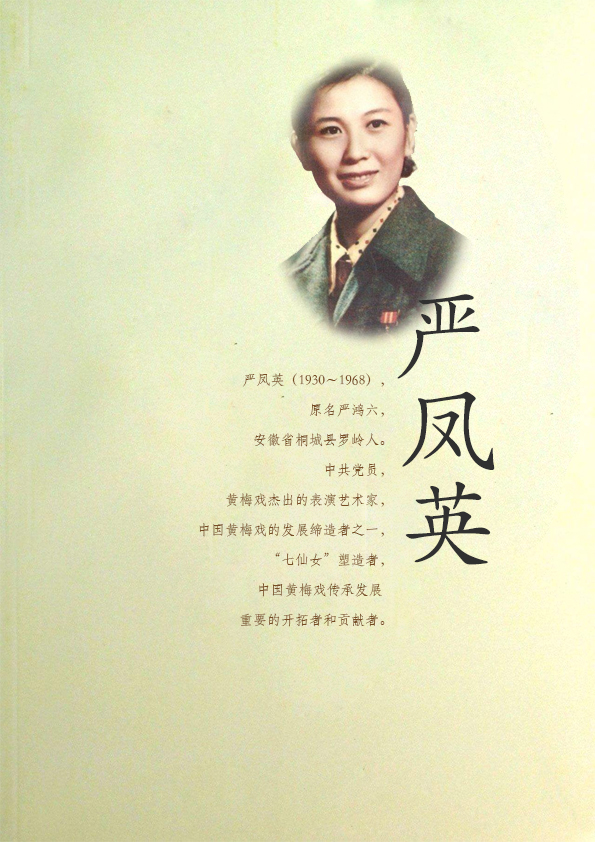 严凤英
严凤英（1930～1968），
原名严鸿六，
安徽省桐城县罗岭人。
中共党员，
黄梅戏杰出的表演艺术家，
中国黄梅戏的发展缔造者之一，
“七仙女”塑造者，
中国黄梅戏传承发展
重要的开拓者和贡献者。